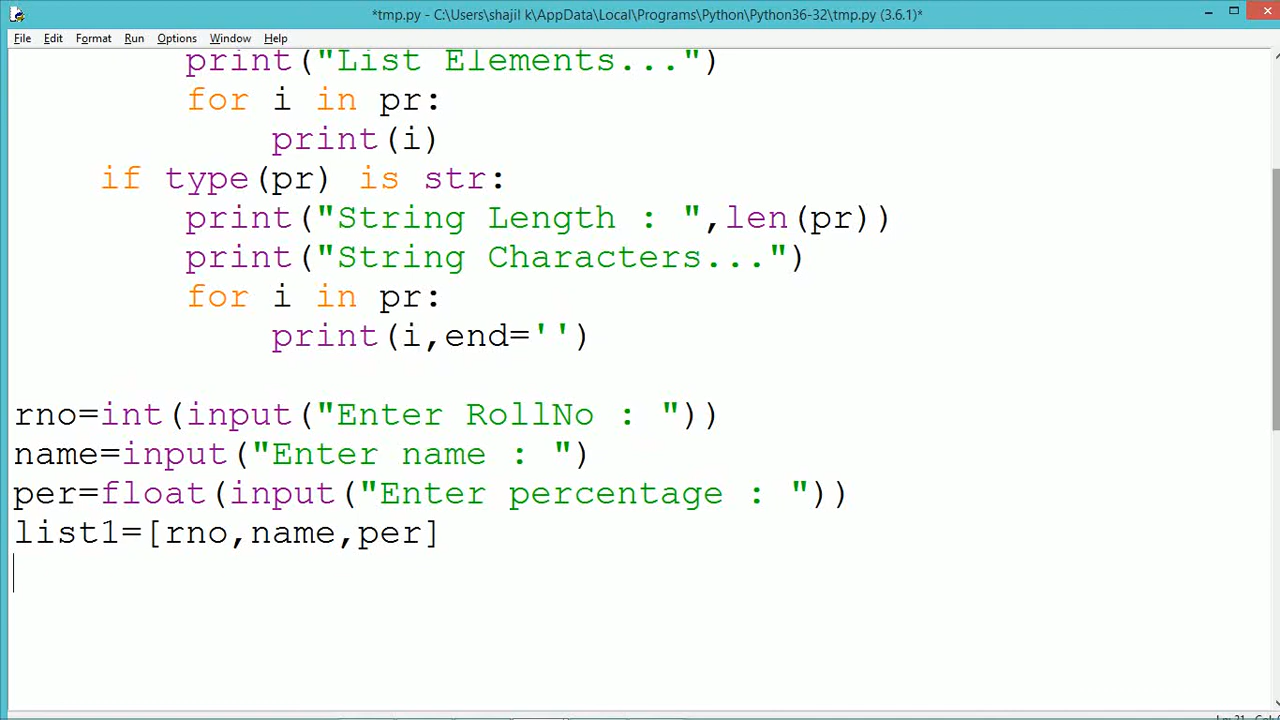 *tmp.py - C:\Users\shajil k\AppData\Local\Programs\Python\Python36-32\tmp.py (3.6.1)*
File Edit Format Run Options Window Help
print("List Elements...")
for i in pr:
print(i)
if type(pr) is str:
print("String Length : ",len(pr))
print("String Characters...")
for i in pr:
print(i,end='')
rno=int(input("Enter RollNo : "))
name=input("Enter name : ")
per=float(input("Enter percentage : "))
list1=[rno,name,per]